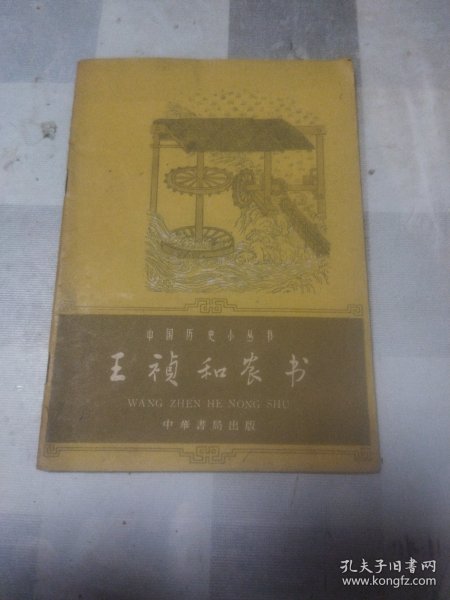 中国历史小丛书
王祯和农书
WANG ZHEN HE NONG SHU
中華書局出版
孔夫子旧书网
www.kongfz.com